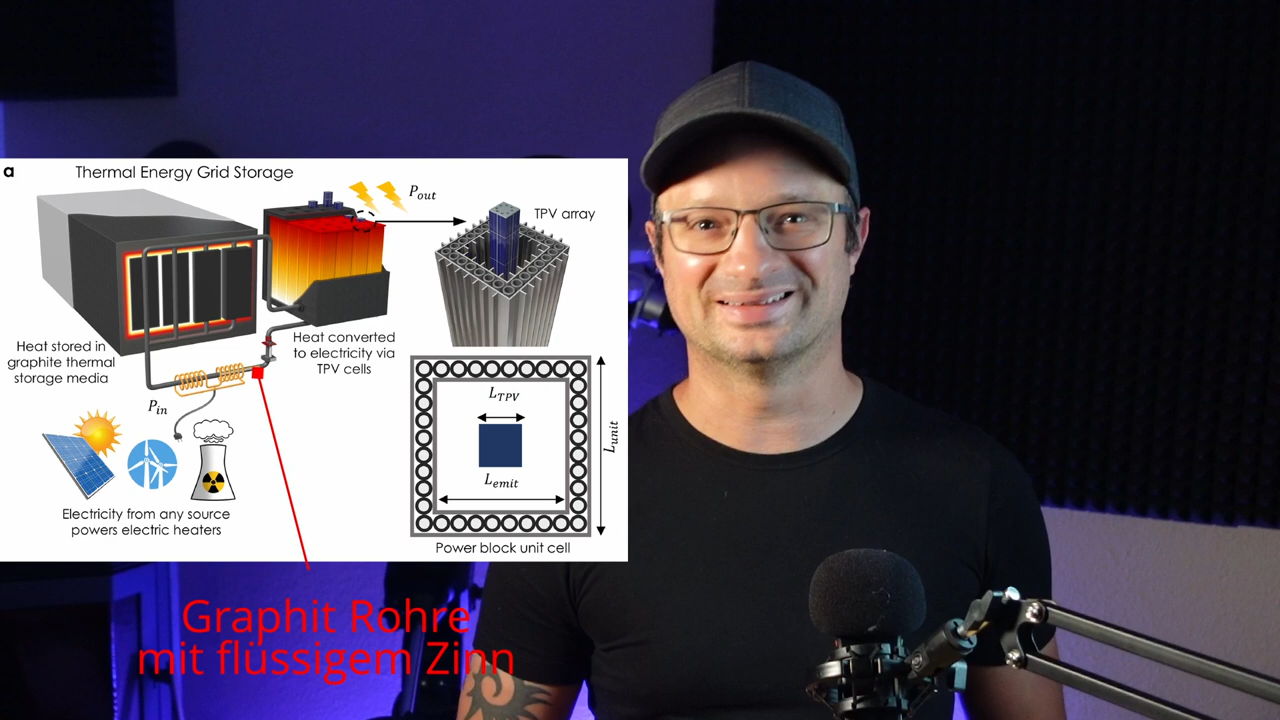 a
Thermal Energy Grid Storage
P_out
TPV array
Heat stored in
graphite thermal
storage media
Heat converted
to electricity via
TPV cells
P_in
Electricity from any source
powers electric heaters
L_TPV
L_emit
L_unit
Power block unit cell
Graphit Rohre
mit flüssigem Zinn